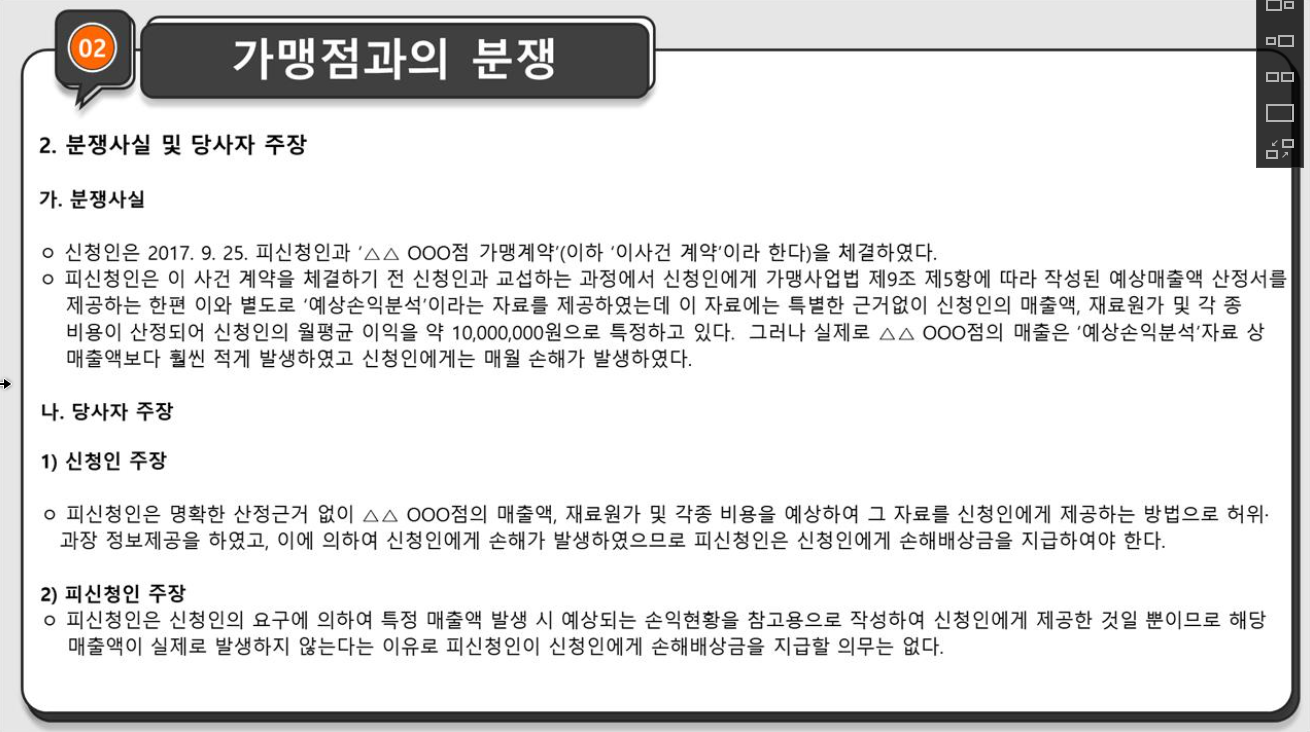 02
가맹점과의 분쟁
2. 분쟁사실 및 당사자 주장
가. 분쟁사실
ㅇ 신청인은 2017. 9. 25. 피신청인과 '△△ OOO점 가맹계약'(이하 '이사건 계약'이라 한다)을 체결하였다.
ㅇ 피신청인은 이 사건 계약을 체결하기 전 신청인과 교섭하는 과정에서 신청인에게 가맹사업법 제9조 제5항에 따라 작성된 예상매출액 산정서를
제공하는 한편 이와 별도로 '예상손익분석'이라는 자료를 제공하였는데 이 자료에는 특별한 근거없이 신청인의 매출액, 재료원가 및 각 종
비용이 산정되어 신청인의 월평균 이익을 약 10,000,000원으로 특정하고 있다. 그러나 실제로 △△ OOO점의 매출은 '예상손익분석'자료 상
매출액보다 훨씬 적게 발생하였고 신청인에게는 매월 손해가 발생하였다.
나. 당사자 주장
1) 신청인 주장
ㅇ 피신청인은 명확한 산정근거 없이 △△ OOO점의 매출액, 재료원가 및 각종 비용을 예상하여 그 자료를 신청인에게 제공하는 방법으로 허위·
과장 정보제공을 하였고, 이에 의하여 신청인에게 손해가 발생하였으므로 피신청인은 신청인에게 손해배상금을 지급하여야 한다.
2) 피신청인 주장
ㅇ 피신청인은 신청인의 요구에 의하여 특정 매출액 발생 시 예상되는 손익현황을 참고용으로 작성하여 신청인에게 제공한 것일 뿐이므로 해당
매출액이 실제로 발생하지 않는다는 이유로 피신청인이 신청인에게 손해배상금을 지급할 의무는 없다.